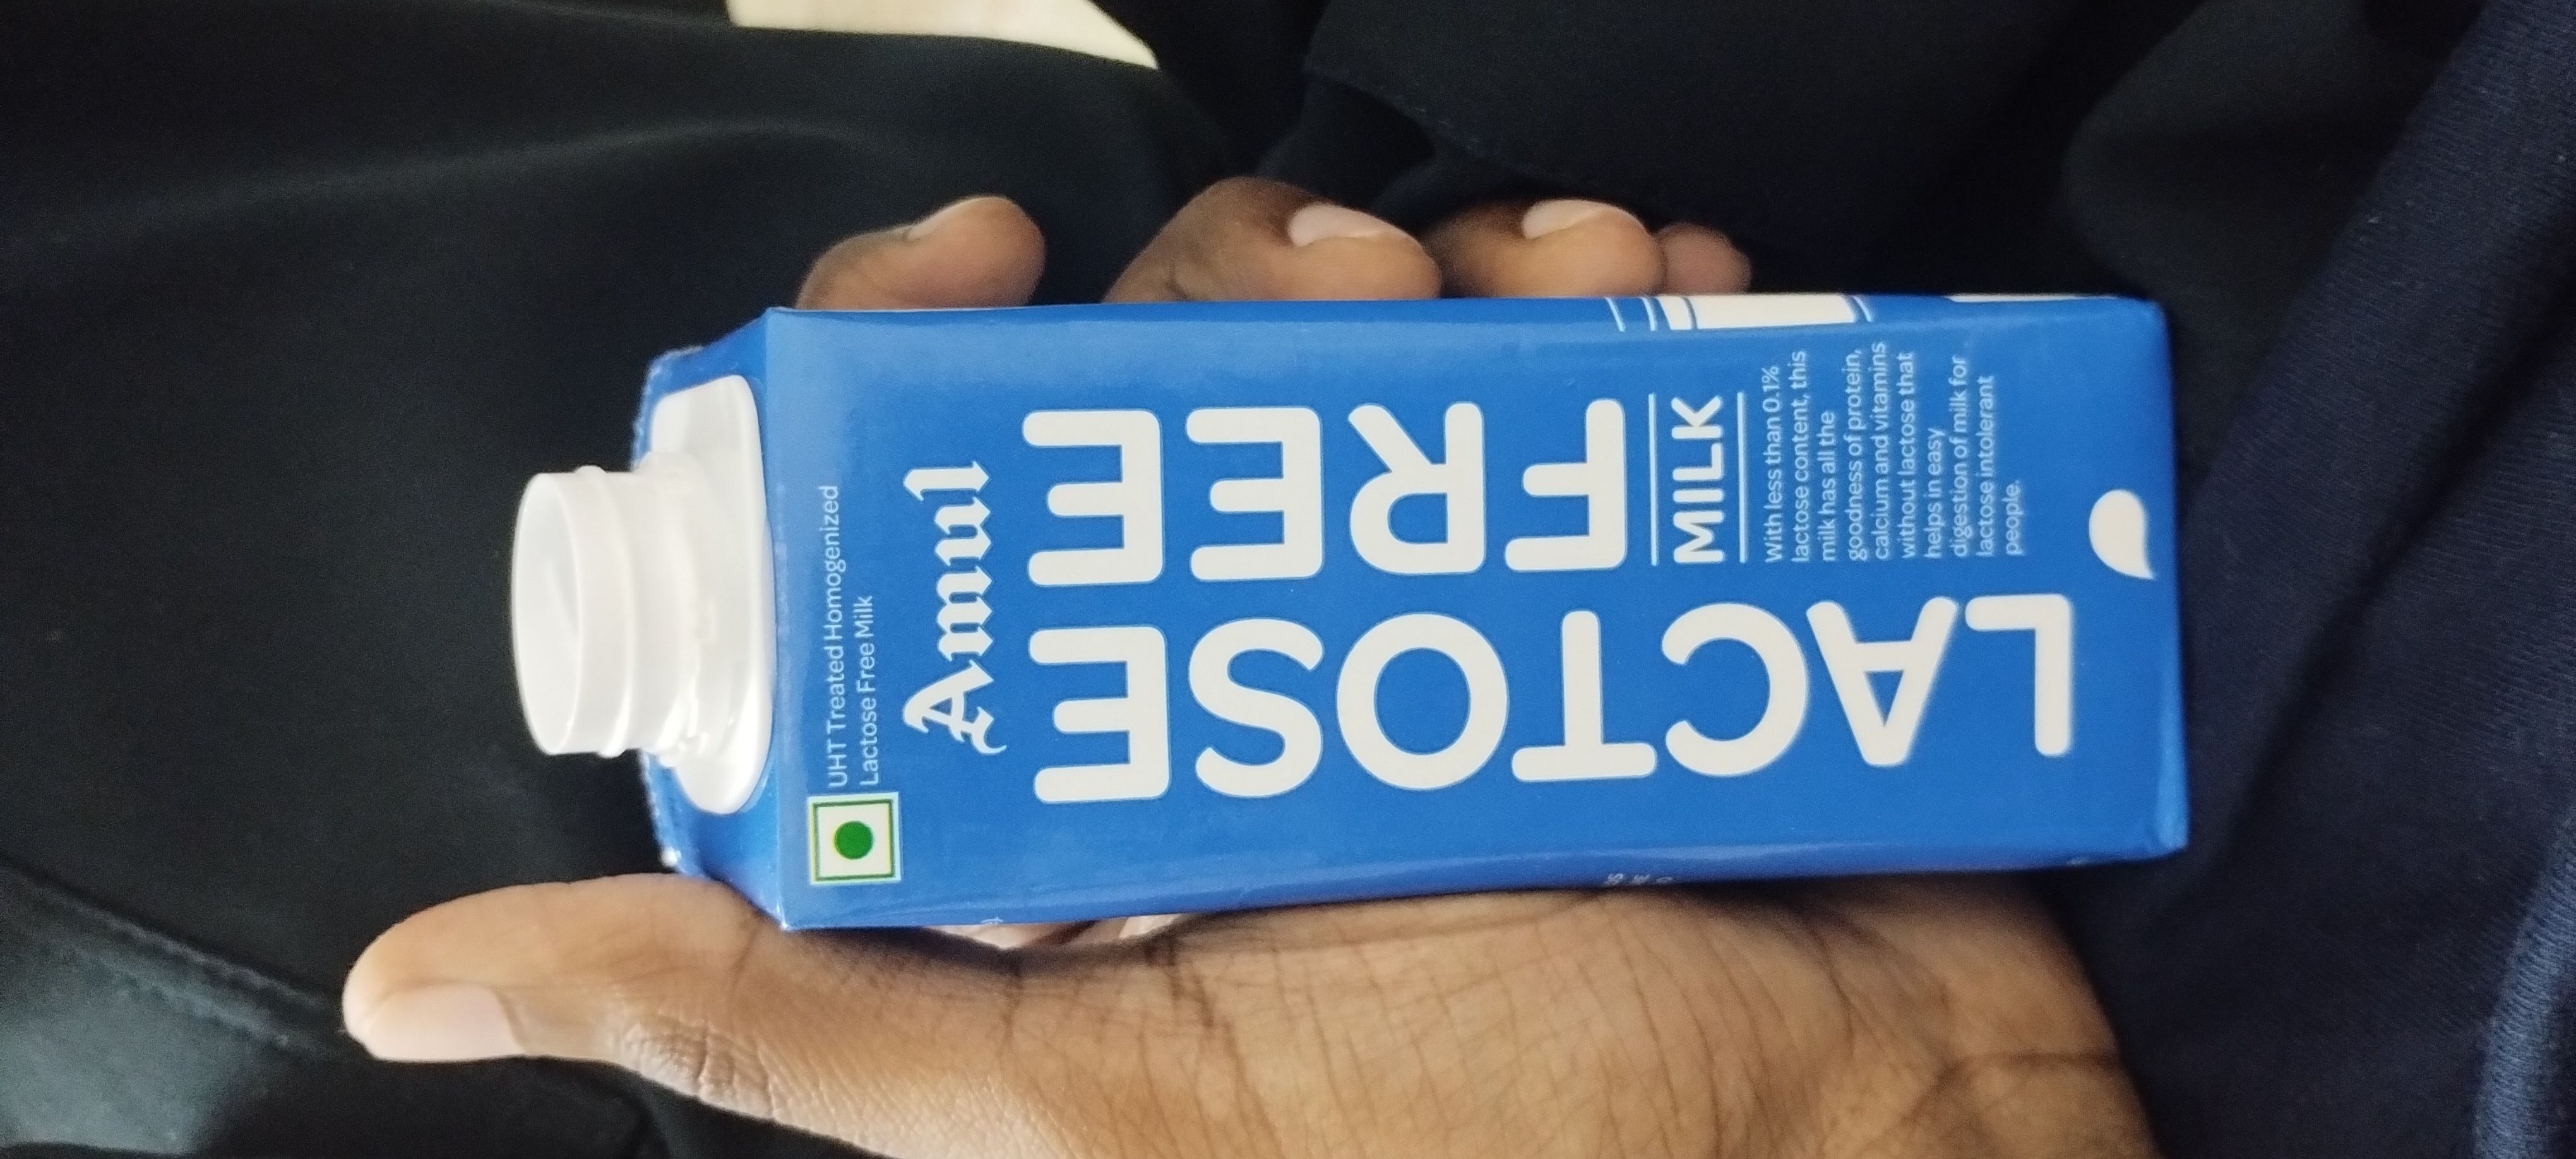 UHT Treated Homogenized
Lactose Free Milk
Amul
LACTOSE
FREE
MILK
With less than 0.1%
lactose content, this
milk has all the
goodness of protein,
calcium and vitamins
without lactose that
helps in easy
digestion of milk for
lactose intolerant
people.